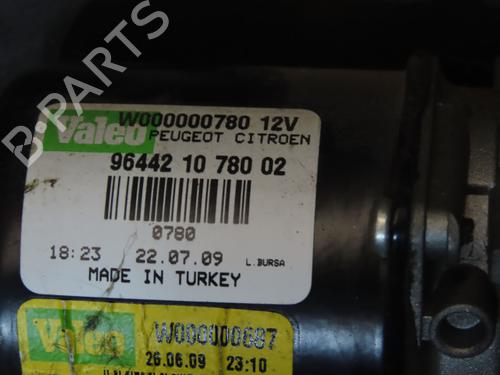 W000000780 12V
Valeo PEUGEOT CITROEN
96442 10 780 02
0780
18:23 22.07.09 L.BURSA
MADE IN TURKEY
Valeo W000000687
26.06.09 23:10
B-PARTS